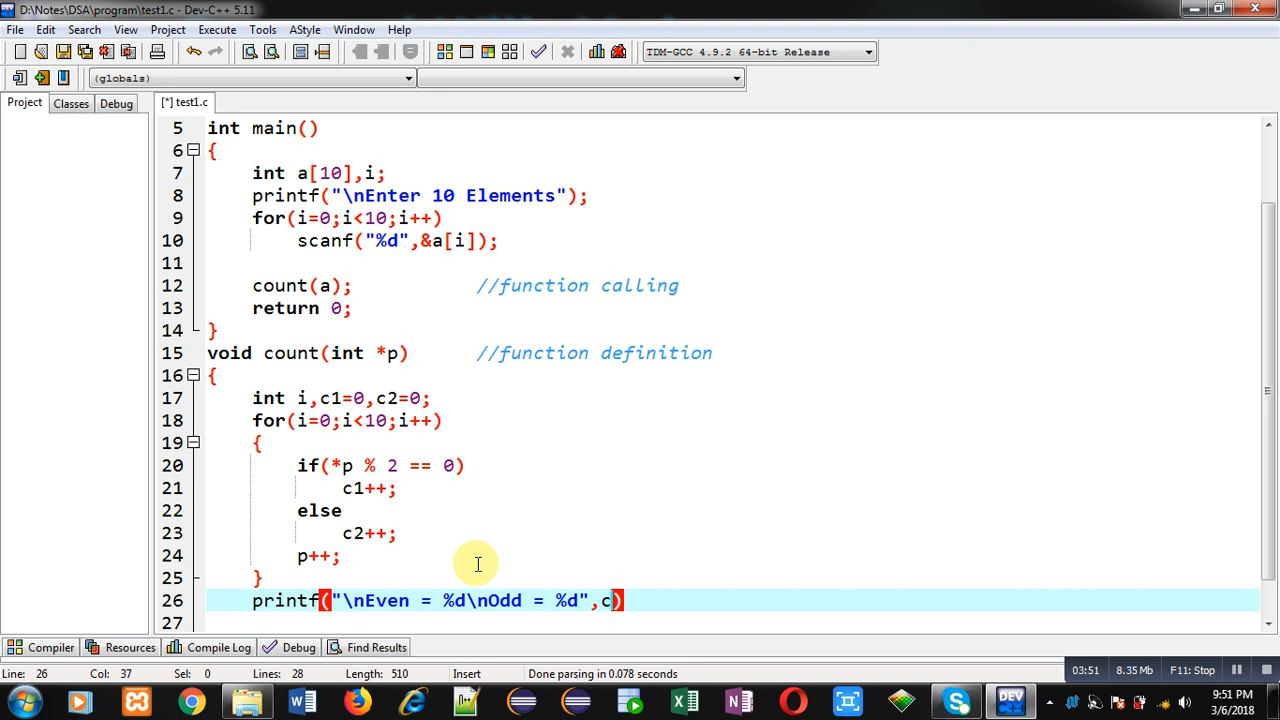 D:\Notes\DSA\program\test1.c - Dev-C++ 5.11
File Edit Search View Project Execute Tools AStyle Window Help
TDM-GCC 4.9.2 64-bit Release
(globals)
Project Classes Debug [*] test1.c
5 int main()
6 {
7 int a[10],i;
8 printf("\nEnter 10 Elements");
9 for(i=0;i<10;i++)
10 scanf("%d",&a[i]);
11
12 count(a); //function calling
13 return 0;
14 }
15 void count(int *p) //function definition
16 {
17 int i,c1=0,c2=0;
18 for(i=0;i<10;i++)
19 {
20 if(*p % 2 == 0)
21 c1++;
22 else
23 c2++;
24 p++;
25 }
26 printf("\nEven = %d\nOdd = %d",c)
27
Compiler Resources Compile Log Debug Find Results
Line: 26 Col: 37 Sel: 0 Lines: 28 Length: 510 Insert Done parsing in 0.078 seconds
03:51 8.35 Mb F11: Stop
DEV
9:51 PM
3/6/2018